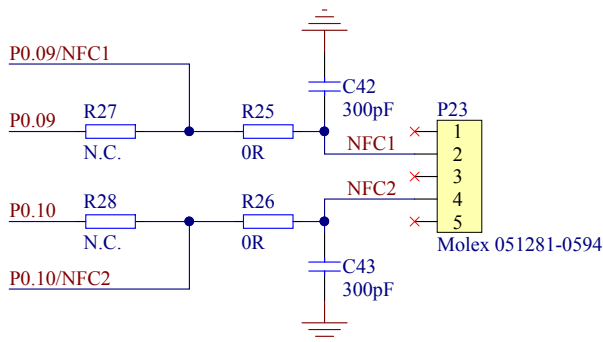 P0.09/NFC1
C42
300pF
P0.09
R27
N.C.
R25
0R
NFC1
P23
1
2
3
4
5
Molex 051281-0594
NFC2
P0.10
R28
N.C.
R26
0R
C43
300pF
P0.10/NFC2